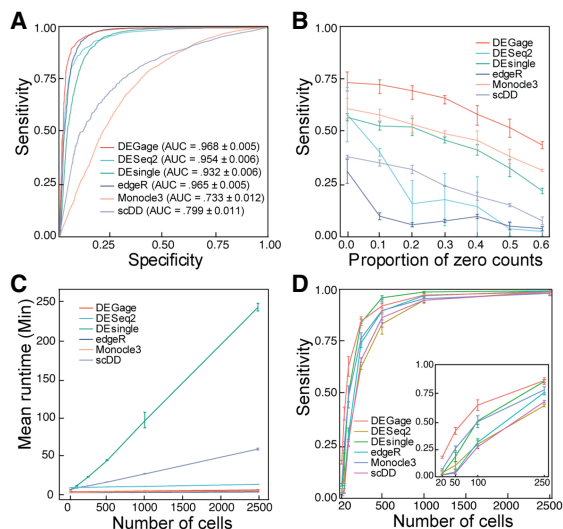 A
Sensitivity
1.00
0.75
0.50
0.25
0.00
DEGage (AUC = .968 ± 0.005)
DESeq2 (AUC = .954 ± 0.006)
DEsingle (AUC = .932 ± 0.006)
edgeR (AUC = .965 ± 0.005)
Monocle3 (AUC = .733 ± 0.012)
scDD (AUC = .799 ± 0.011)
0.25 0.50 0.75 1.00
Specificity
B
Sensitivity
1.00
0.75
0.50
0.25
0.00
DEGage
DESeq2
DEsingle
edgeR
Monocle3
scDD
0.0 0.1 0.2 0.3 0.4 0.5 0.6
Proportion of zero counts
C
Mean runtime (Min)
250
200
150
100
50
0
DEGage
DESeq2
DEsingle
edgeR
Monocle3
scDD
0 500 1000 1500 2000 2500
Number of cells
D
Sensitivity
1.00
0.75
0.50
0.25
0.00
DEGage
DESeq2
DEsingle
edgeR
Monocle3
scDD
1.00
0.75
0.50
0.25
0.00
20 50 100 250
20 500 1000 1500 2000 2500
Number of cells